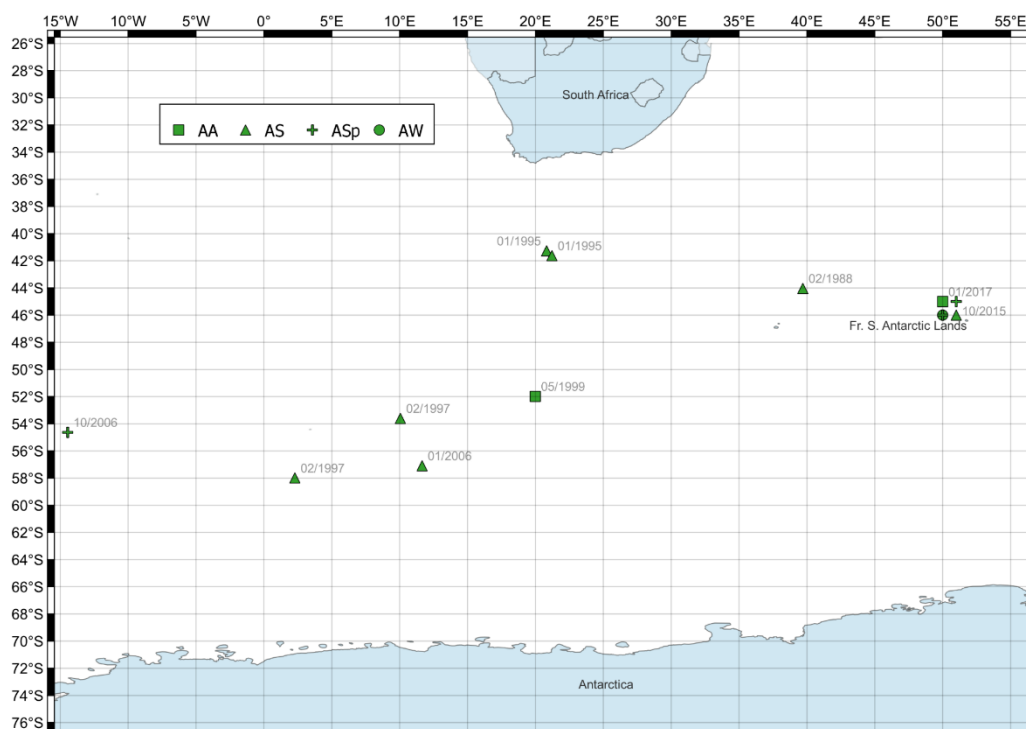 15°W 10°W 5°W 0° 5°E 10°E 15°E 20°E 25°E 30°E 35°E 40°E 45°E 50°E 55°E
26°S
28°S
South Africa
30°S
32°S
AA AS ASp AW
34°S
36°S
38°S
40°S
01/1995 01/1995
42°S
02/1988
44°S
01/2017
46°S
10/2015
Fr. S. Antarctic Lands
48°S
50°S
05/1999
52°S
02/1997
54°S
10/2006
56°S
01/2006
58°S
02/1997
60°S
62°S
64°S
66°S
68°S
70°S
72°S
Antarctica
74°S
76°S